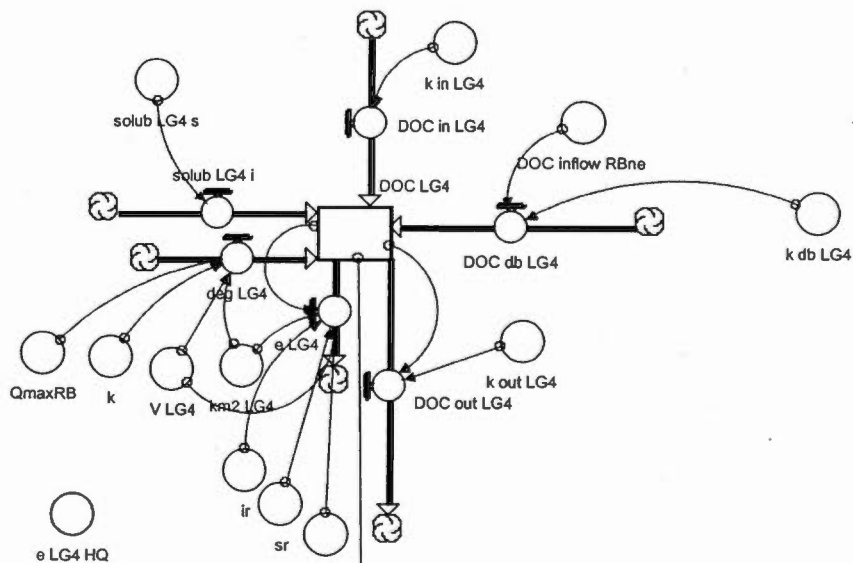 k in LG4
solub LG4 s
DOC in LG4
DOC inflow RBne
solub LG4 i
DOC LG4
DOC db LG4
k db LG4
deg LG4
e LG4
QmaxRB
k
V LG4
km2 LG4
k out LG4
DOC out LG4
ir
sr
e LG4 HQ